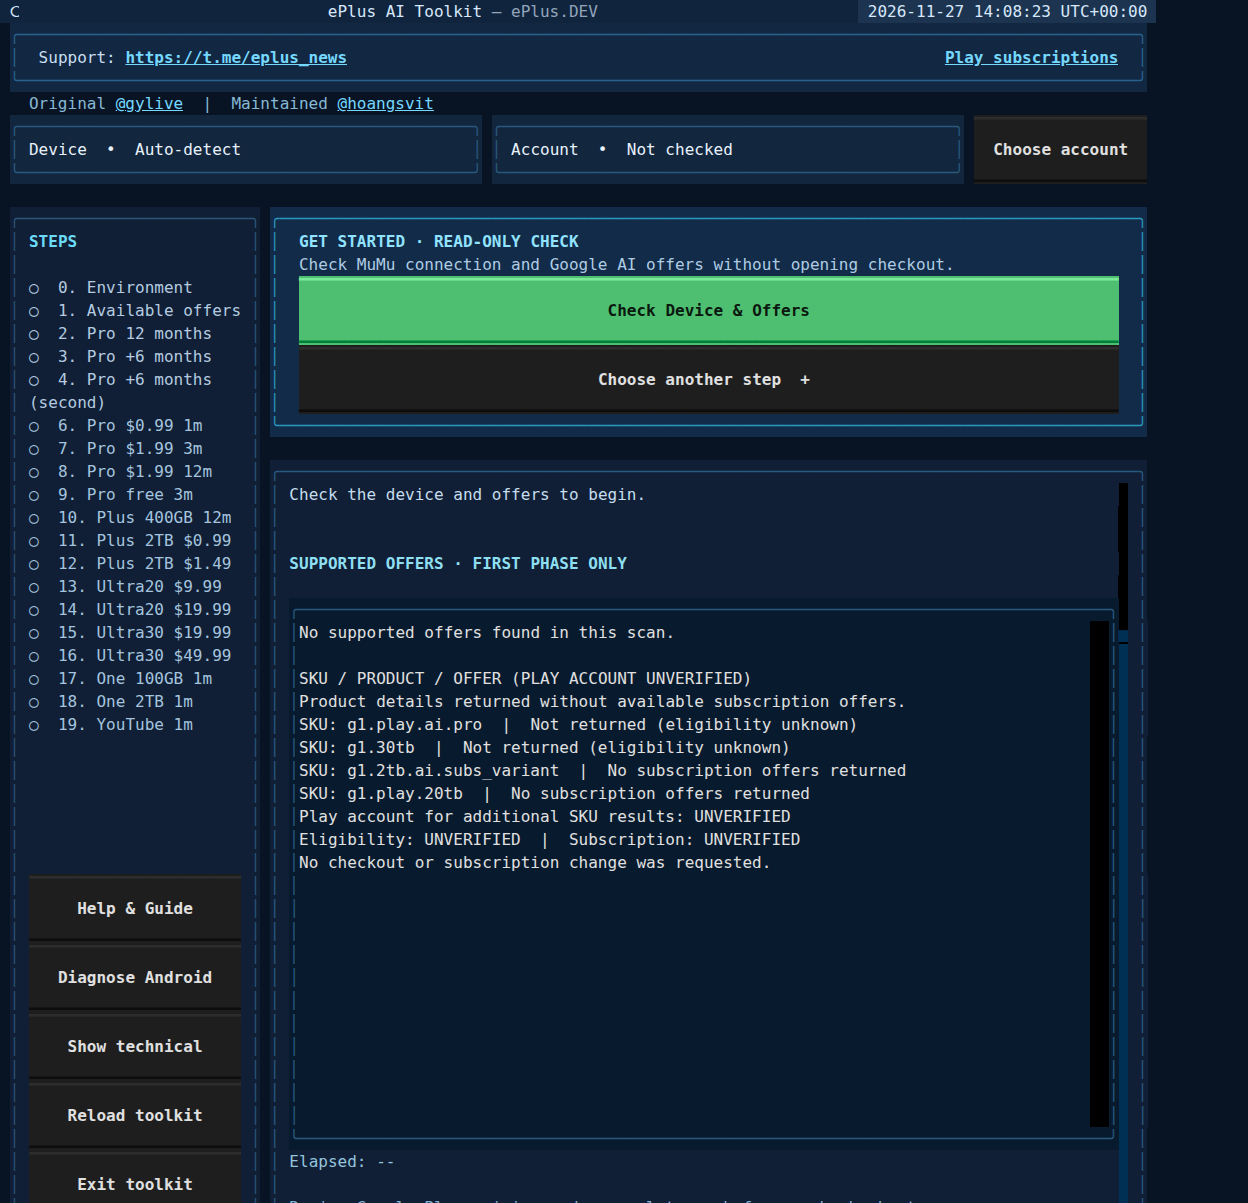 ePlus AI Toolkit — ePlus.DEV
2026-11-27 14:08:23 UTC+00:00
Support: https://t.me/eplus_news
Play subscriptions
Original @gylive | Maintained @hoangsvit
Device • Auto-detect
Account • Not checked
Choose account
STEPS
○ 0. Environment
○ 1. Available offers
○ 2. Pro 12 months
○ 3. Pro +6 months
○ 4. Pro +6 months
(second)
○ 6. Pro $0.99 1m
○ 7. Pro $1.99 3m
○ 8. Pro $1.99 12m
○ 9. Pro free 3m
○ 10. Plus 400GB 12m
○ 11. Plus 2TB $0.99
○ 12. Plus 2TB $1.49
○ 13. Ultra20 $9.99
○ 14. Ultra20 $19.99
○ 15. Ultra30 $19.99
○ 16. Ultra30 $49.99
○ 17. One 100GB 1m
○ 18. One 2TB 1m
○ 19. YouTube 1m
Help & Guide
Diagnose Android
Show technical
Reload toolkit
Exit toolkit
GET STARTED · READ-ONLY CHECK
Check MuMu connection and Google AI offers without opening checkout.
Check Device & Offers
Choose another step +
Check the device and offers to begin.
SUPPORTED OFFERS · FIRST PHASE ONLY
No supported offers found in this scan.
SKU / PRODUCT / OFFER (PLAY ACCOUNT UNVERIFIED)
Product details returned without available subscription offers.
SKU: g1.play.ai.pro | Not returned (eligibility unknown)
SKU: g1.30tb | Not returned (eligibility unknown)
SKU: g1.2tb.ai.subs_variant | No subscription offers returned
SKU: g1.play.20tb | No subscription offers returned
Play account for additional SKU results: UNVERIFIED
Eligibility: UNVERIFIED | Subscription: UNVERIFIED
No checkout or subscription change was requested.
Elapsed: --